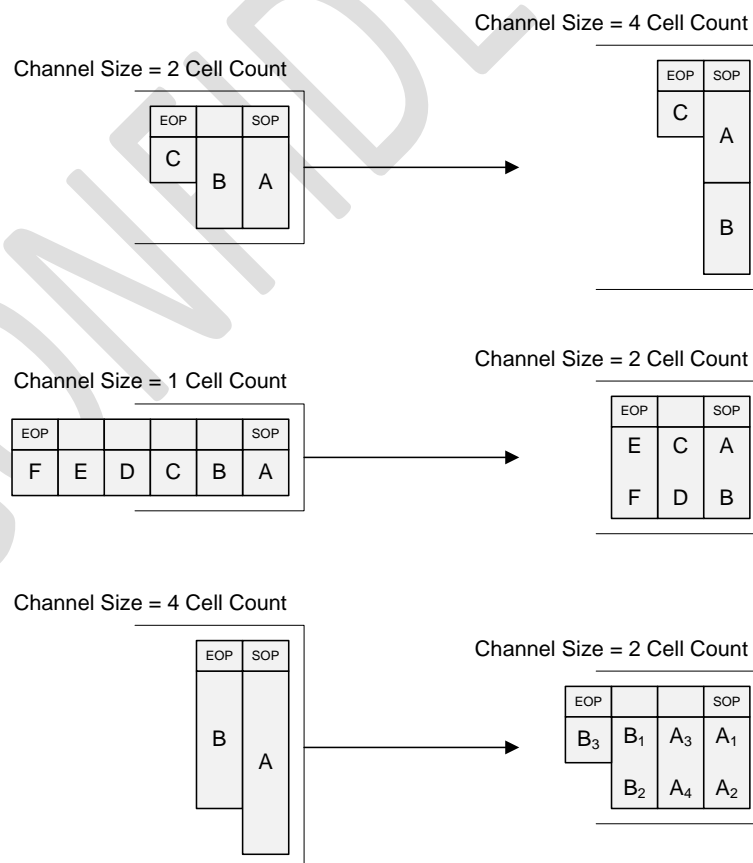 Channel Size = 4 Cell Count
EOP SOP
C
A
B
Channel Size = 2 Cell Count
EOP SOP
C
B A
Channel Size = 2 Cell Count
EOP SOP
E C A
F D B
Channel Size = 1 Cell Count
EOP SOP
F E D C B A
Channel Size = 4 Cell Count
EOP SOP
B
A
Channel Size = 2 Cell Count
EOP SOP
B₃ B₁ A₃ A₁
B₂ A₄ A₂